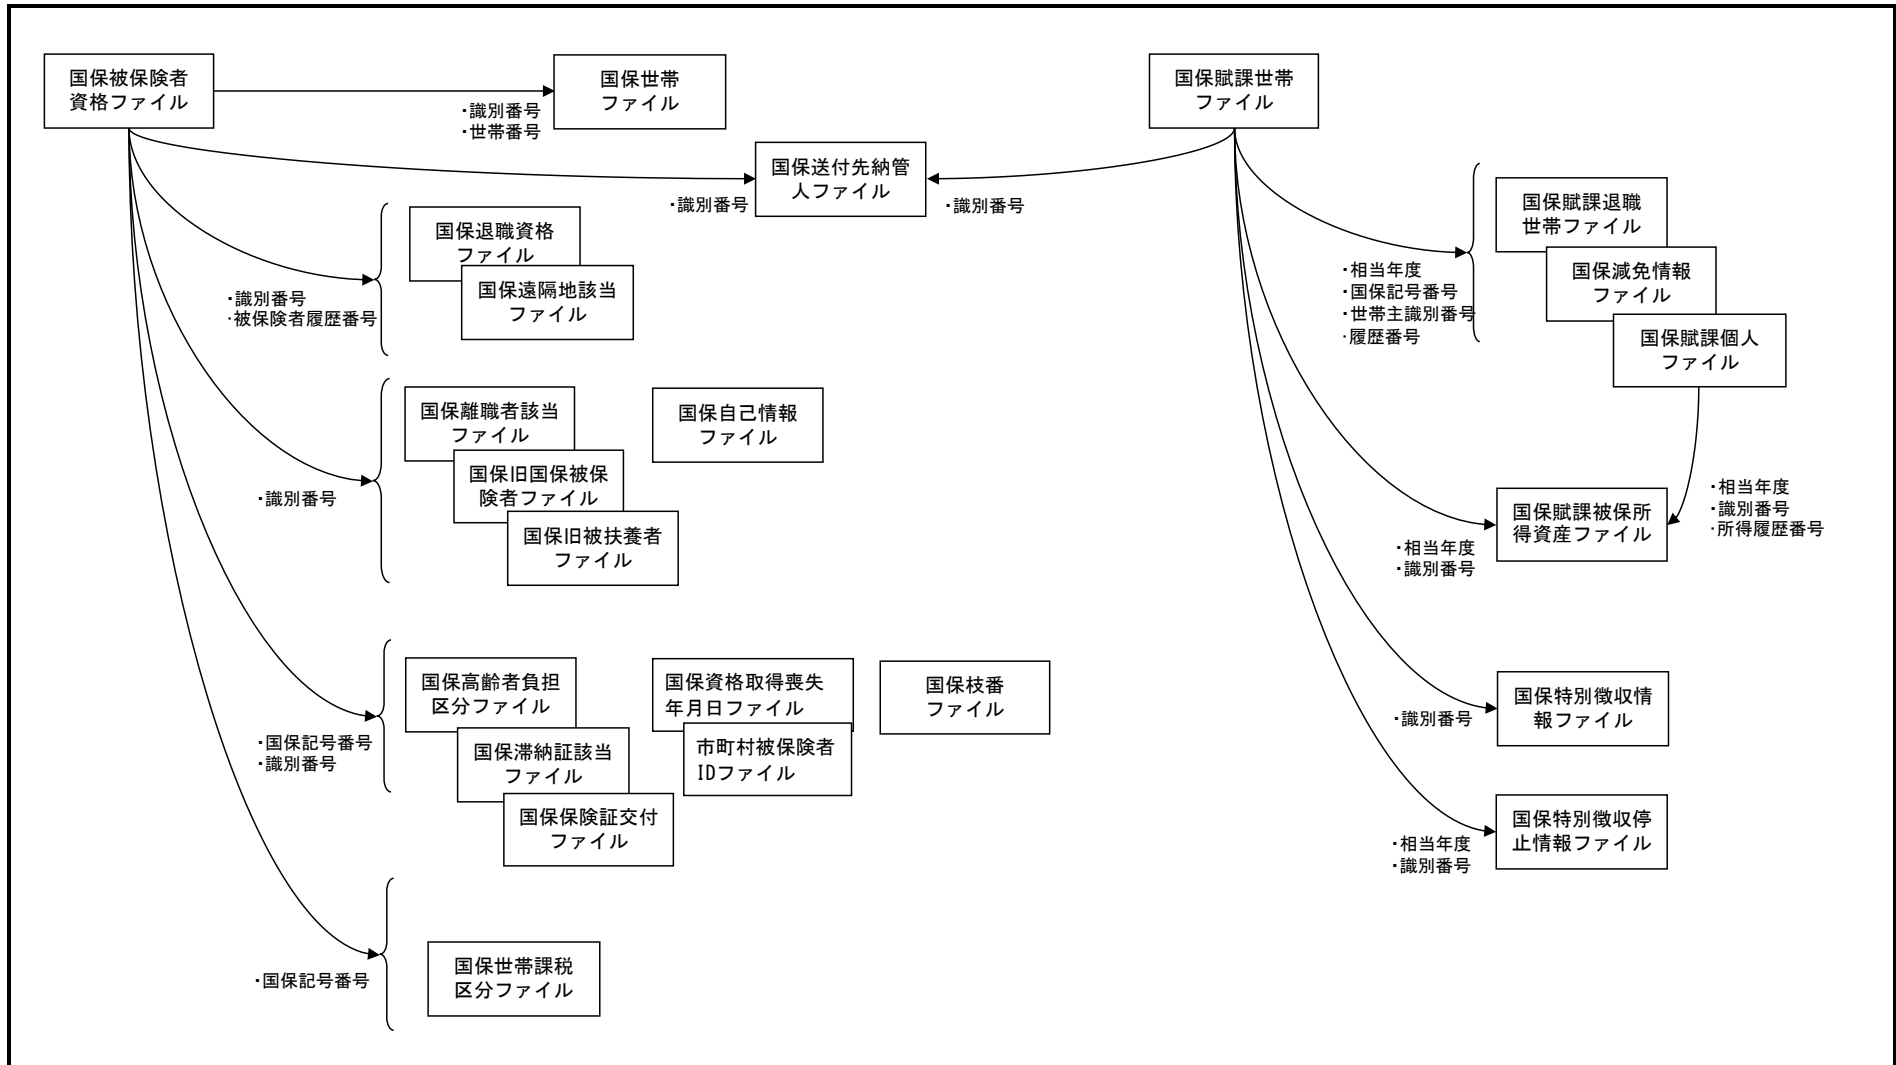 国保被保険者
資格ファイル
国保世帯
ファイル
・識別番号
・世帯番号
国保送付先納管
人ファイル
・識別番号
・識別番号
国保退職資格
ファイル
国保遠隔地該当
ファイル
・識別番号
・被保険者履歴番号
国保離職者該当
ファイル
国保旧国保被保
険者ファイル
国保旧被扶養者
ファイル
国保自己情報
ファイル
・識別番号
国保高齢者負担
区分ファイル
国保滞納証該当
ファイル
国保保険証交付
ファイル
国保資格取得喪失
年月日ファイル
市町村被保険者
IDファイル
国保枝番
ファイル
・国保記号番号
・識別番号
国保世帯課税
区分ファイル
・国保記号番号
国保賦課世帯
ファイル
国保賦課退職
世帯ファイル
国保減免情報
ファイル
国保賦課個人
ファイル
・相当年度
・国保記号番号
・世帯主識別番号
・履歴番号
国保賦課被保所
得資産ファイル
・相当年度
・識別番号
・所得履歴番号
・相当年度
・識別番号
国保特別徴収情
報ファイル
・識別番号
国保特別徴収停
止情報ファイル
・相当年度
・識別番号